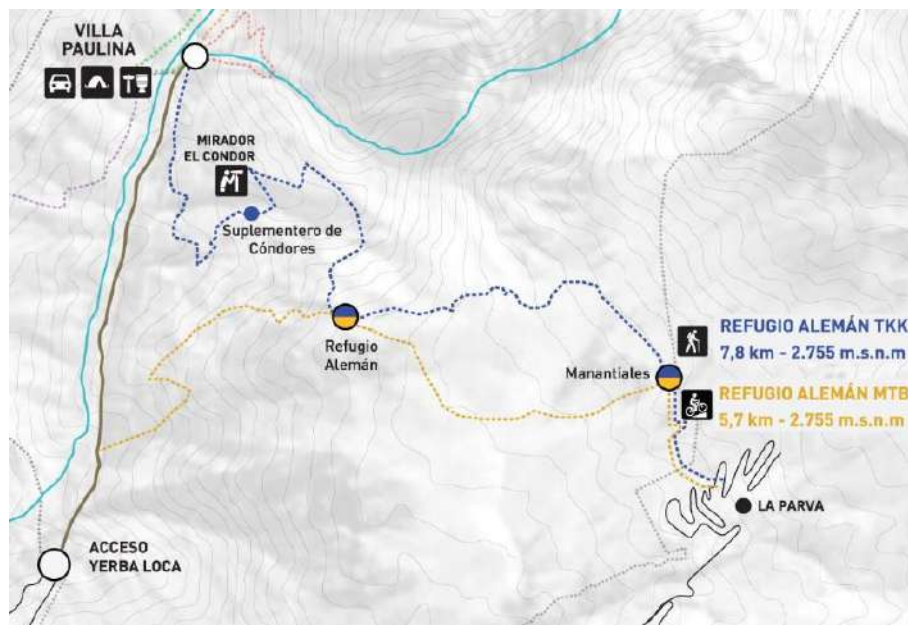 VILLA
PAULINA
MIRADOR
EL CONDOR
Suplementero de
Cóndores
Refugio
Alemán
Manantiales
REFUGIO ALEMÁN TKK
7,8 km - 2.755 m.s.n.m
REFUGIO ALEMÁN MTB
5,7 km - 2.755 m.s.n.m
LA PARVA
ACCESO
YERBA LOCA